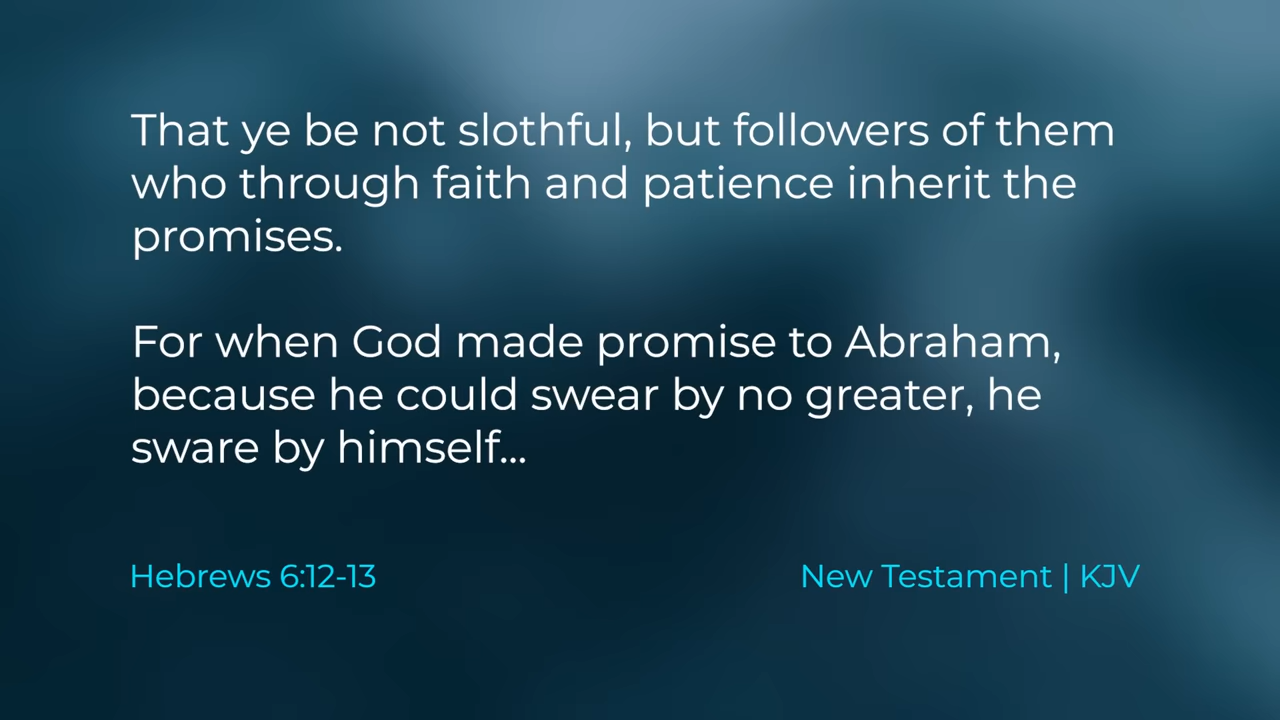 That ye be not slothful, but followers of them
who through faith and patience inherit the
promises.
For when God made promise to Abraham,
because he could swear by no greater, he
sware by himself...
Hebrews 6:12-13
New Testament | KJV